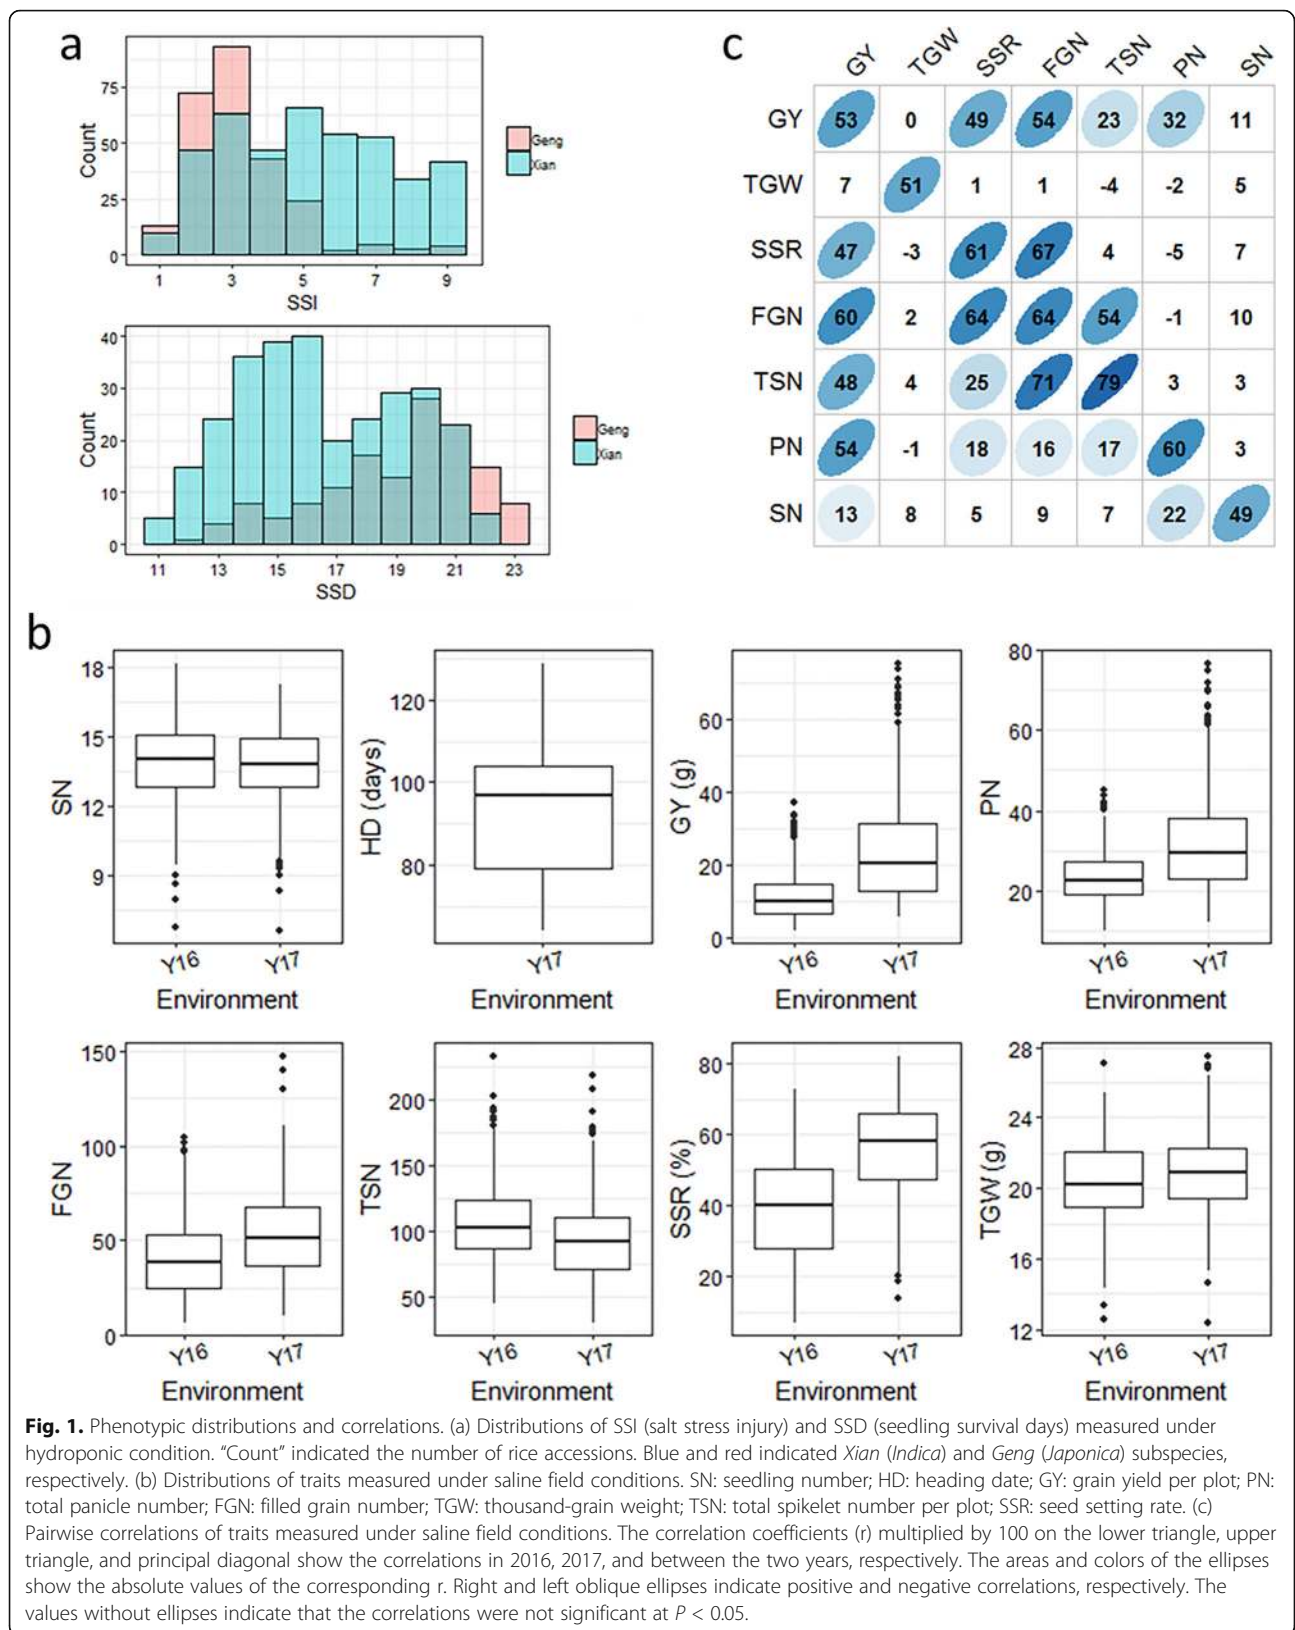 a
75
50
25
0
Count
1 3 5 7 9
SSI
Geng
Xian
40
30
20
10
0
Count
11 13 15 17 19 21 23
SSD
Geng
Xian
c
GY TGW SSR FGN TSN PN SN
GY 53 0 49 54 23 32 11
TGW 7 51 1 1 -4 -2 5
SSR 47 -3 61 67 4 -5 7
FGN 60 2 64 64 54 -1 10
TSN 48 4 25 71 79 3 3
PN 54 -1 18 16 17 60 3
SN 13 8 5 9 7 22 49
b
18
15
12
9
SN
Y16 Y17
Environment
120
100
80
HD (days)
Y17
Environment
60
40
20
0
GY (g)
Y16 Y17
Environment
80
60
40
20
PN
Y16 Y17
Environment
150
100
50
0
FGN
Y16 Y17
Environment
200
150
100
50
TSN
Y16 Y17
Environment
80
60
40
20
SSR (%)
Y16 Y17
Environment
28
24
20
16
12
TGW (g)
Y16 Y17
Environment
Fig. 1. Phenotypic distributions and correlations. (a) Distributions of SSI (salt stress injury) and SSD (seedling survival days) measured under
hydroponic condition. “Count” indicated the number of rice accessions. Blue and red indicated Xian (Indica) and Geng (Japonica) subspecies,
respectively. (b) Distributions of traits measured under saline field conditions. SN: seedling number; HD: heading date; GY: grain yield per plot; PN:
total panicle number; FGN: filled grain number; TGW: thousand-grain weight; TSN: total spikelet number per plot; SSR: seed setting rate. (c)
Pairwise correlations of traits measured under saline field conditions. The correlation coefficients (r) multiplied by 100 on the lower triangle, upper
triangle, and principal diagonal show the correlations in 2016, 2017, and between the two years, respectively. The areas and colors of the ellipses
show the absolute values of the corresponding r. Right and left oblique ellipses indicate positive and negative correlations, respectively. The
values without ellipses indicate that the correlations were not significant at P < 0.05.